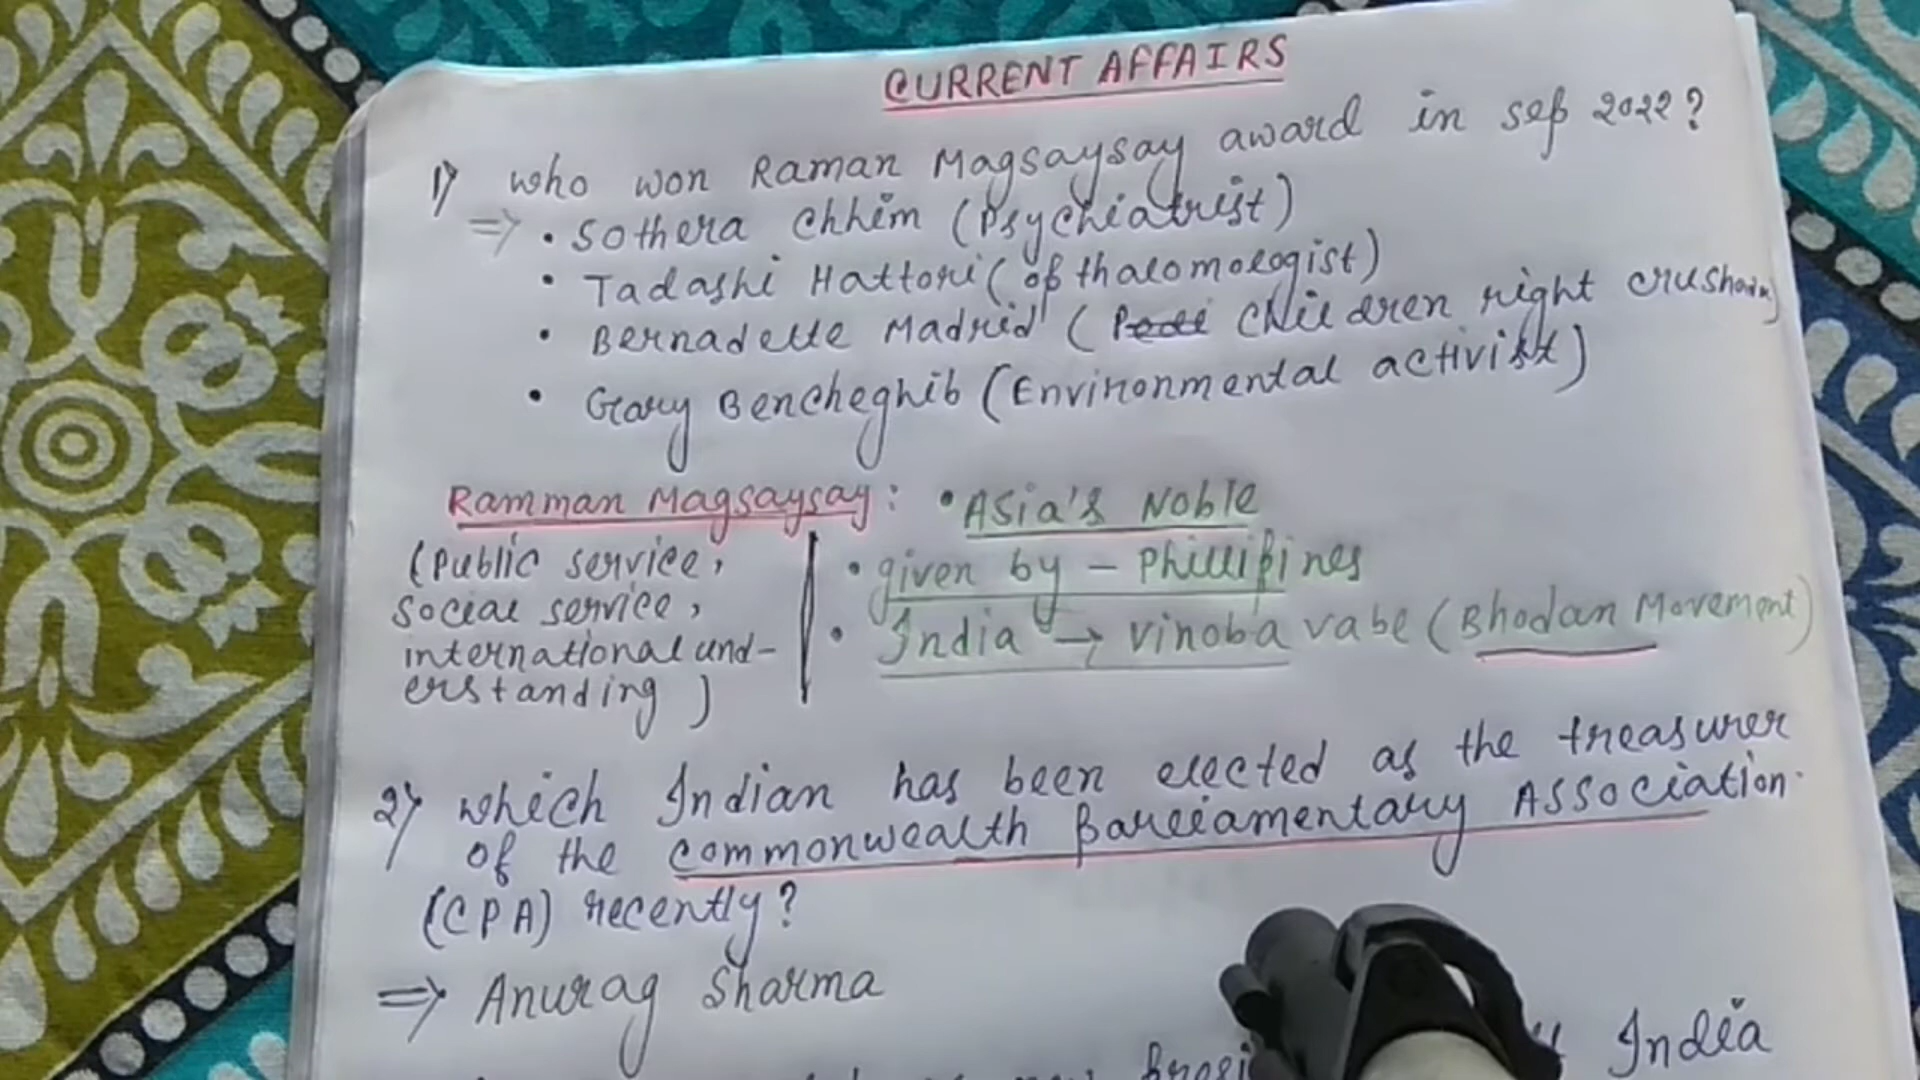 CURRENT AFFAIRS
1) who won Raman Magsaysay award in sep 2022?
⇒ • Sothera Chhim (Psychiatrist)
• Tadashi Hattori (opthalomologist)
• Bernadette Madrid (Children right crushain)
• Gary Bencheghib (Environmental activist)
Ramman Magsaysay: • Asia's Noble
(Public service,
social service,
international und-
erstanding)
• given by - Phillipines
• India → vinoba vabe (Bhodan Movement)
2) which Indian has been elected as the treasurer
of the commonwealth Parliamentary Association
(CPA) recently?
⇒ Anurag Sharma
India